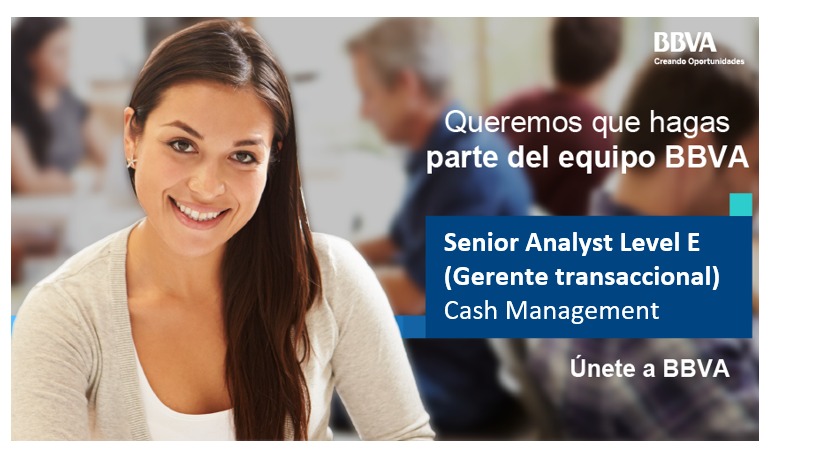 BBVA
Creando Oportunidades
Queremos que hagas
parte del equipo BBVA
Senior Analyst Level E
(Gerente transaccional)
Cash Management
Únete a BBVA